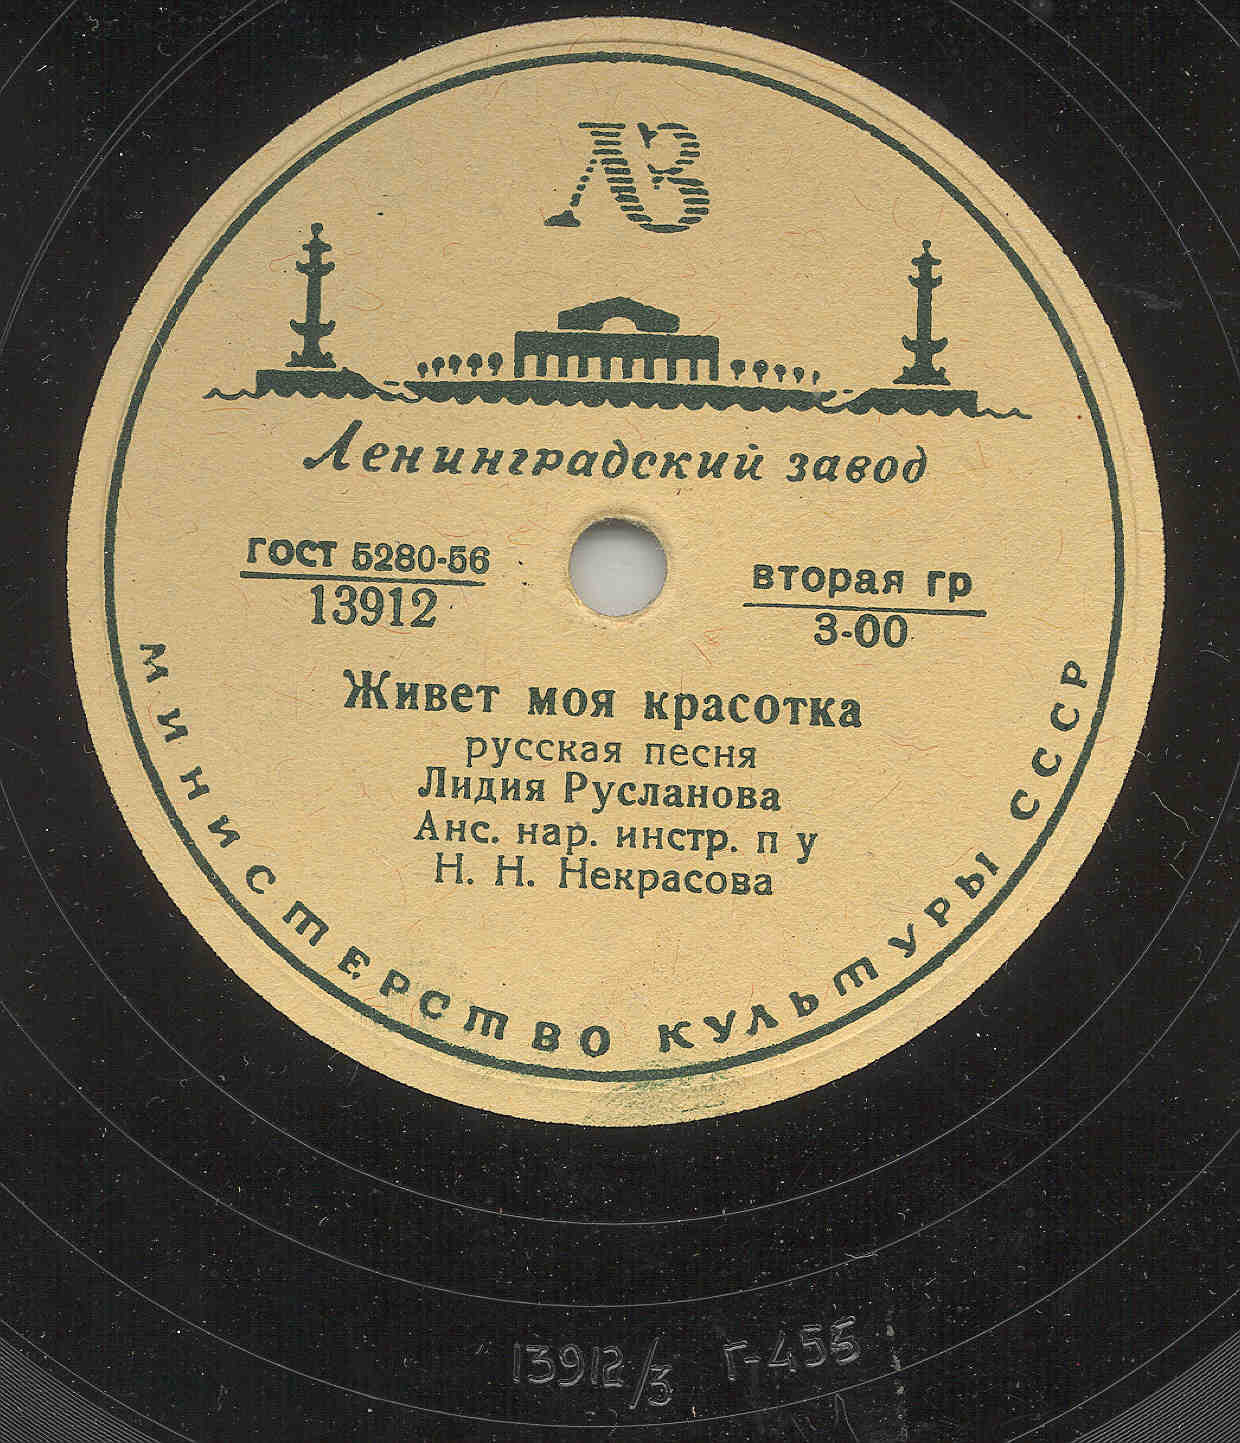 ЛЗ
Ленинградский завод
ГОСТ 5280-56
13912
вторая гр
3-00
Живет моя красотка
русская песня
Лидия Русланова
Анс. нар. инстр. п у
Н. Н. Некрасова
МИНИСТЕРСТВО КУЛЬТУРЫ СССР
13912/3 Г-455